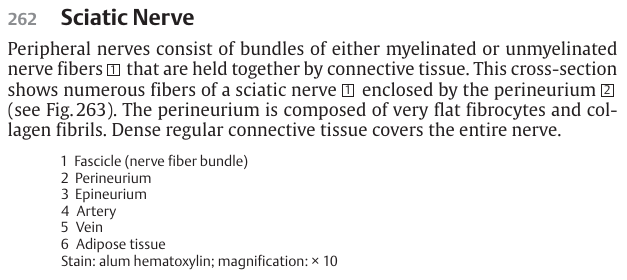 262 Sciatic Nerve
Peripheral nerves consist of bundles of either myelinated or unmyelinated
nerve fibers 1 that are held together by connective tissue. This cross-section
shows numerous fibers of a sciatic nerve 1 enclosed by the perineurium 2
(see Fig. 263). The perineurium is composed of very flat fibrocytes and col-
lagen fibrils. Dense regular connective tissue covers the entire nerve.
1 Fascicle (nerve fiber bundle)
2 Perineurium
3 Epineurium
4 Artery
5 Vein
6 Adipose tissue
Stain: alum hematoxylin; magnification: × 10